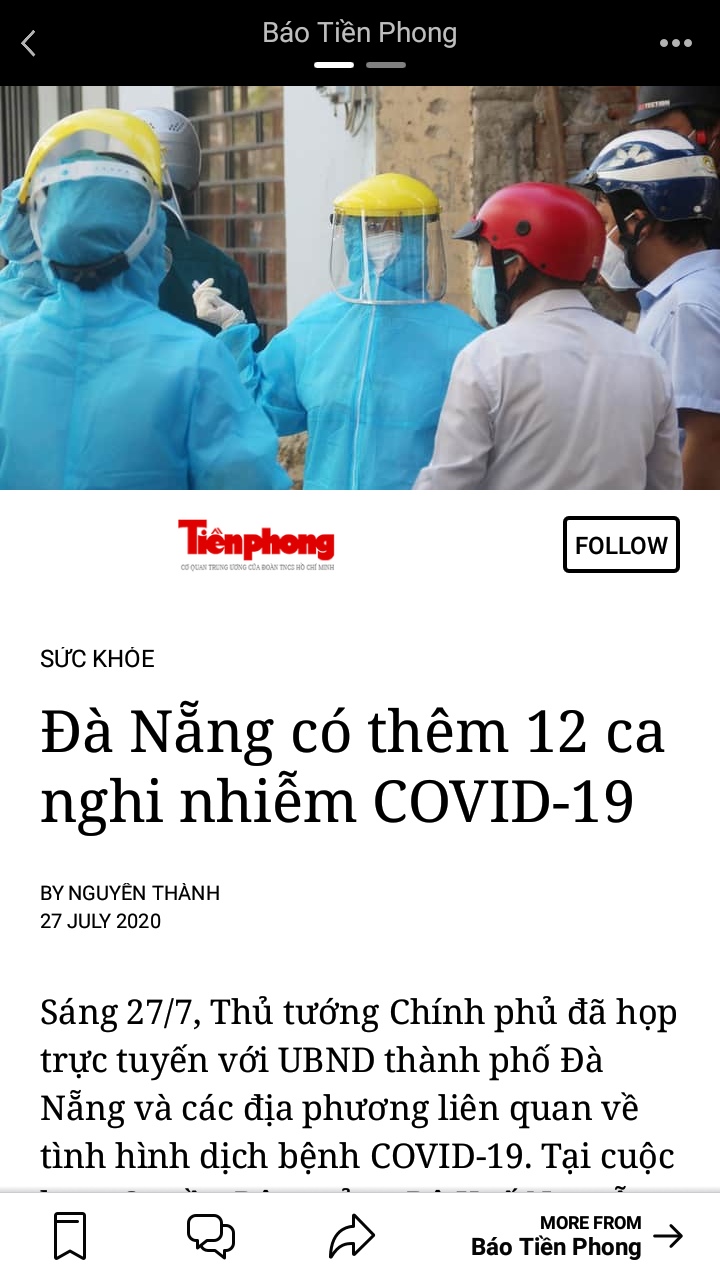 Báo Tiền Phong
Tiềnphong
CƠ QUAN TRUNG ƯƠNG CỦA ĐOÀN TNCS HỒ CHÍ MINH
FOLLOW
SỨC KHỎE
Đà Nẵng có thêm 12 ca
nghi nhiễm COVID-19
BY NGUYÊN THÀNH
27 JULY 2020
Sáng 27/7, Thủ tướng Chính phủ đã họp
trực tuyến với UBND thành phố Đà
Nẵng và các địa phương liên quan về
tình hình dịch bệnh COVID-19. Tại cuộc
MORE FROM
Báo Tiền Phong